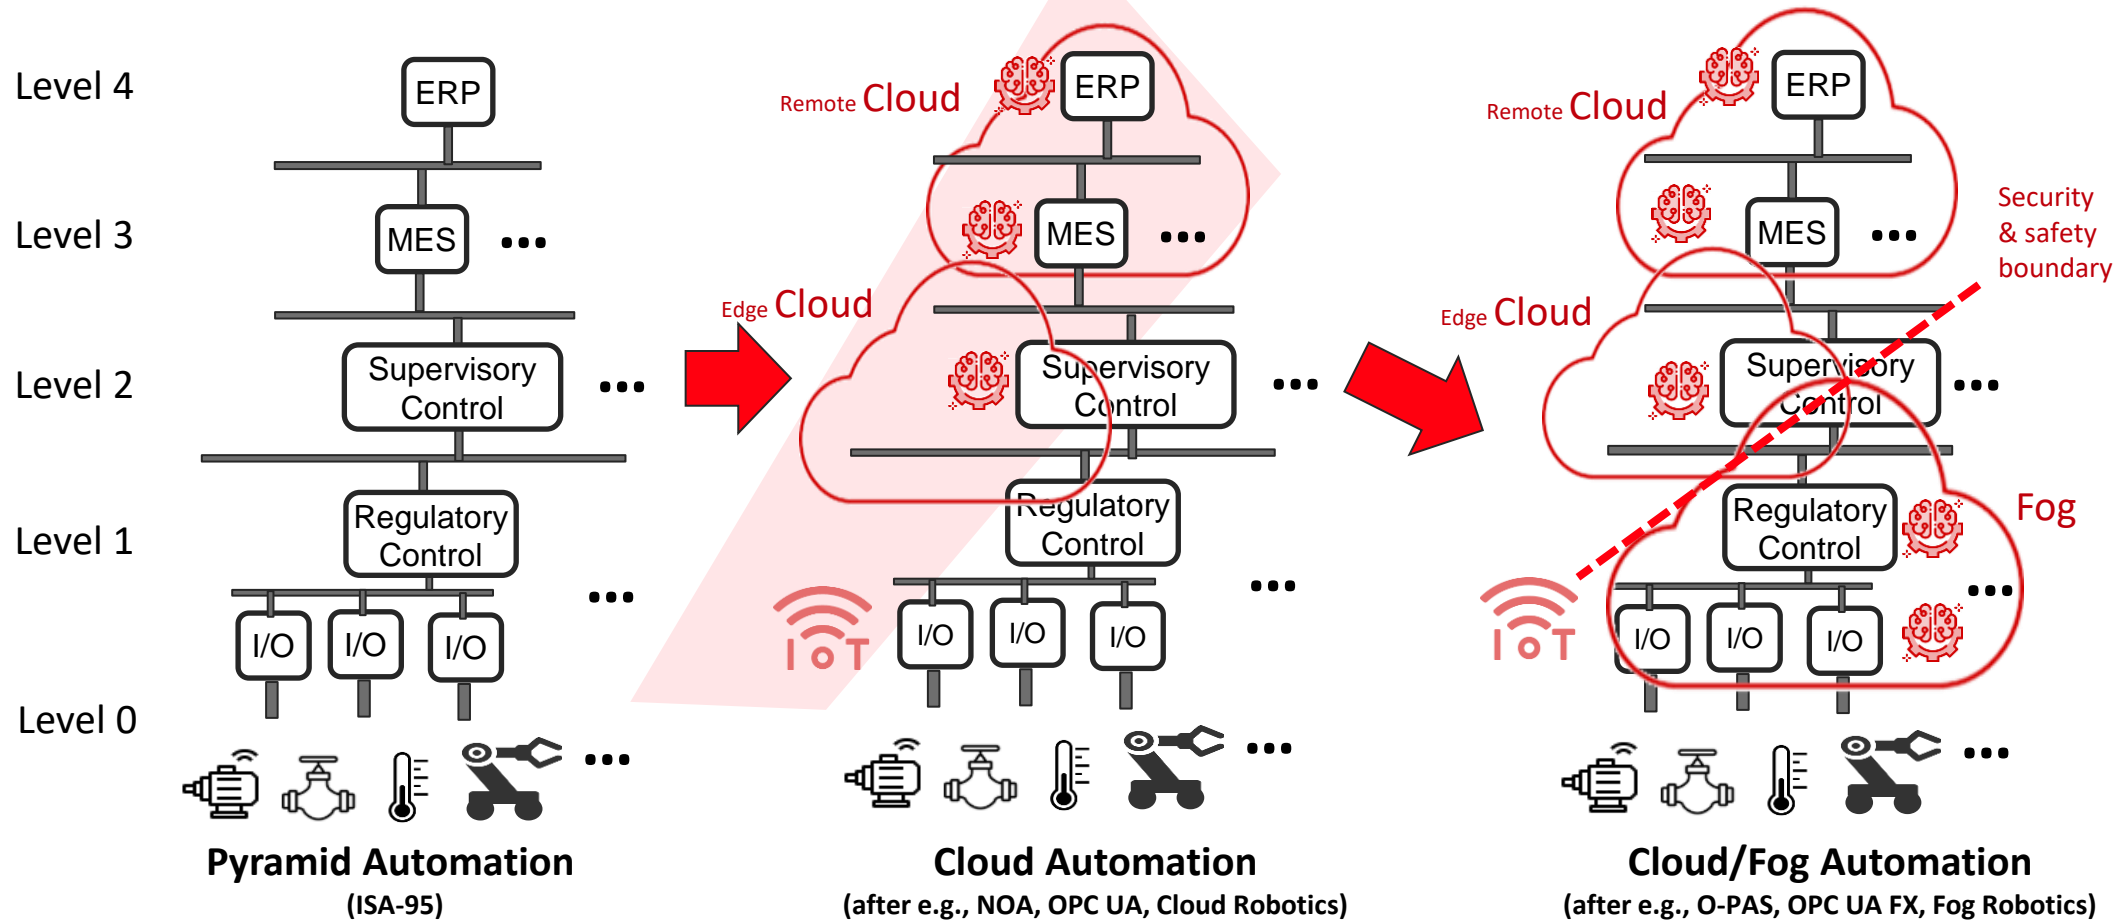 Level 4
Level 3
Level 2
Level 1
Level 0
ERP
MES
...
Supervisory
Control
...
Regulatory
Control
...
I/O
I/O
I/O
...
Pyramid Automation
(ISA-95)
Remote Cloud
ERP
MES
...
Edge Cloud
Supervisory
Control
...
Regulatory
Control
...
IoT
I/O
I/O
I/O
...
Cloud Automation
(after e.g., NOA, OPC UA, Cloud Robotics)
Remote Cloud
ERP
MES
...
Security
& safety
boundary
Edge Cloud
Supervisory
Control
...
Fog
Regulatory
Control
...
IoT
I/O
I/O
I/O
...
Cloud/Fog Automation
(after e.g., O-PAS, OPC UA FX, Fog Robotics)